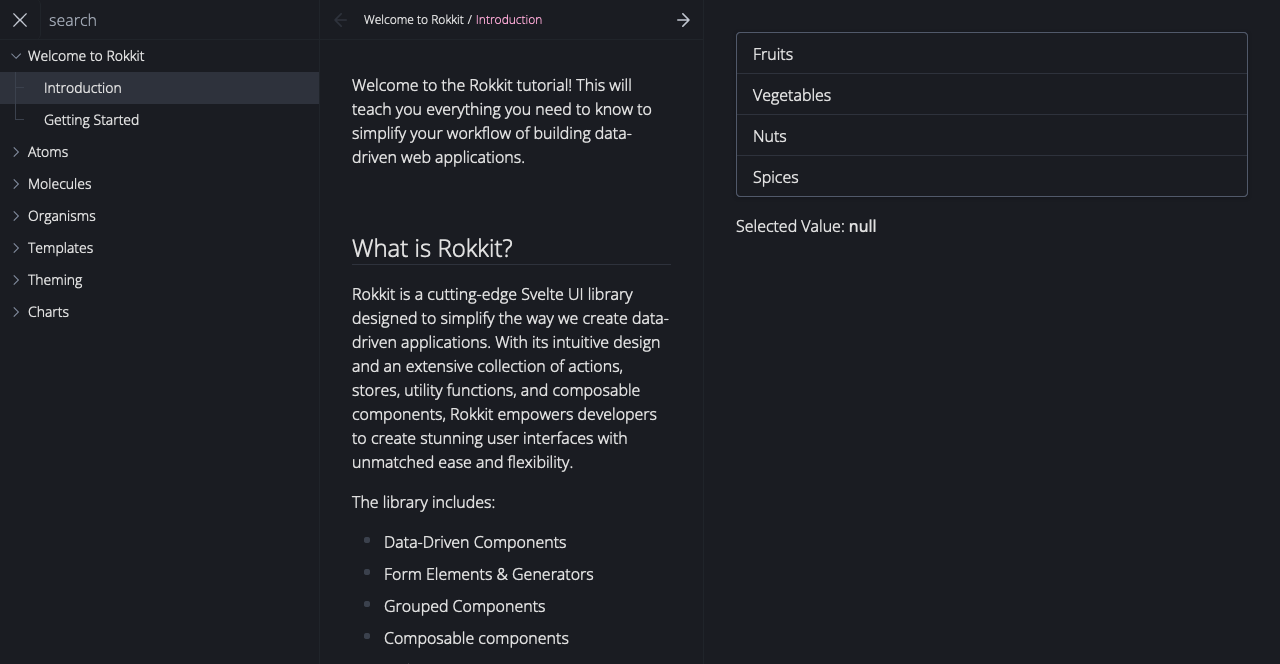 search
Welcome to Rokkit
Introduction
Getting Started
Atoms
Molecules
Organisms
Templates
Theming
Charts
Welcome to Rokkit / Introduction
Welcome to the Rokkit tutorial! This will
teach you everything you need to know to
simplify your workflow of building data-
driven web applications.
What is Rokkit?
Rokkit is a cutting-edge Svelte UI library
designed to simplify the way we create data-
driven applications. With its intuitive design
and an extensive collection of actions,
stores, utility functions, and composable
components, Rokkit empowers developers
to create stunning user interfaces with
unmatched ease and flexibility.
The library includes:
Data-Driven Components
Form Elements & Generators
Grouped Components
Composable components
Fruits
Vegetables
Nuts
Spices
Selected Value: null